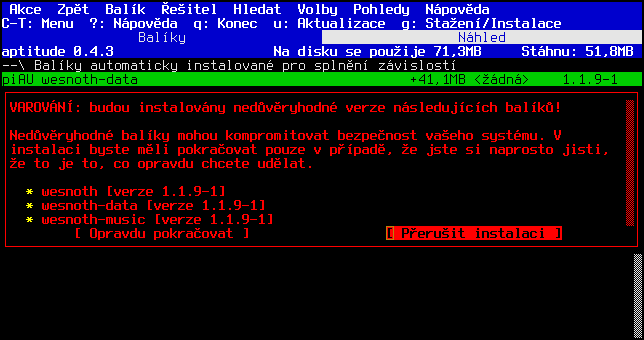 Akce  Zpět  Balík  Řešitel  Hledat  Volby  Pohledy  Nápověda
C-T: Menu  ?: Nápověda  q: Konec  u: Aktualizace  g: Stažení/Instalace
Balíky  Náhled
aptitude 0.4.3  Na disku se použije 71,3MB  Stáhnu: 51,8MB
--\ Balíky automaticky instalované pro splnění závislostí
piAU wesnoth-data  +41,1MB <žádná>  1.1.9-1
VAROVÁNÍ: budou instalovány nedůvěryhodné verze následujících balíků!
Nedůvěryhodné balíky mohou kompromitovat bezpečnost vašeho systému. V
instalaci byste měli pokračovat pouze v případě, že jste si naprosto jisti,
že to je to, co opravdu chcete udělat.
* wesnoth [verze 1.1.9-1]
* wesnoth-data [verze 1.1.9-1]
* wesnoth-music [verze 1.1.9-1]
[ Opravdu pokračovat ]  [ Přerušit instalaci ]